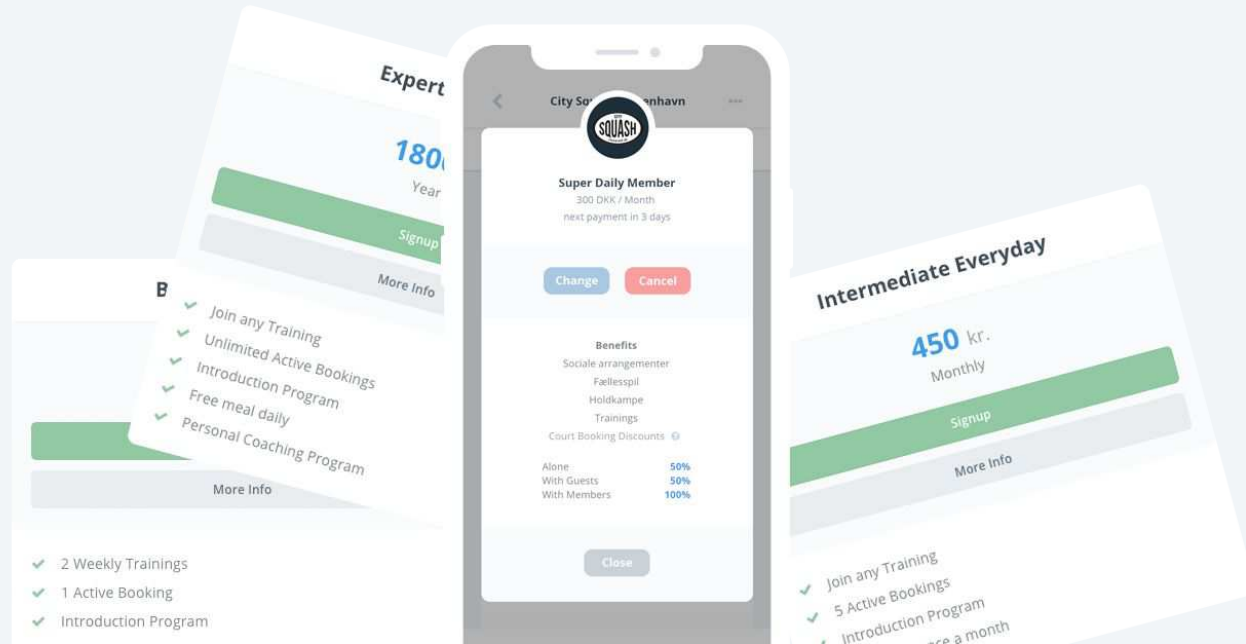 Expert
180
Year
Signup
More Info
Join any Training
Unlimited Active Bookings
Introduction Program
Free meal daily
Personal Coaching Program
B
More Info
2 Weekly Trainings
1 Active Booking
Introduction Program
City Sq nhavn
SQUASH
Super Daily Member
300 DKK / Month
next payment in 3 days
Change Cancel
Benefits
Sociale arrangementer
Fællesspil
Holdkampe
Trainings
Court Booking Discounts
Alone 50%
With Guests 50%
With Members 100%
Close
Intermediate Everyday
450 kr.
Monthly
Signup
More Info
Join any Training
5 Active Bookings
Introduction Program
a month